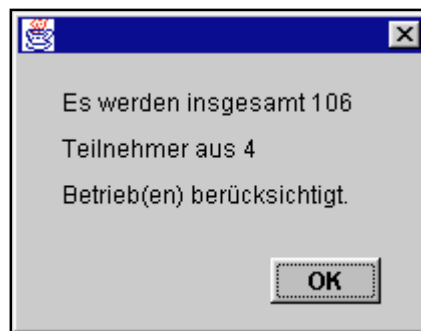 Es werden insgesamt 106
Teilnehmer aus 4
Betrieb(en) berücksichtigt.
OK